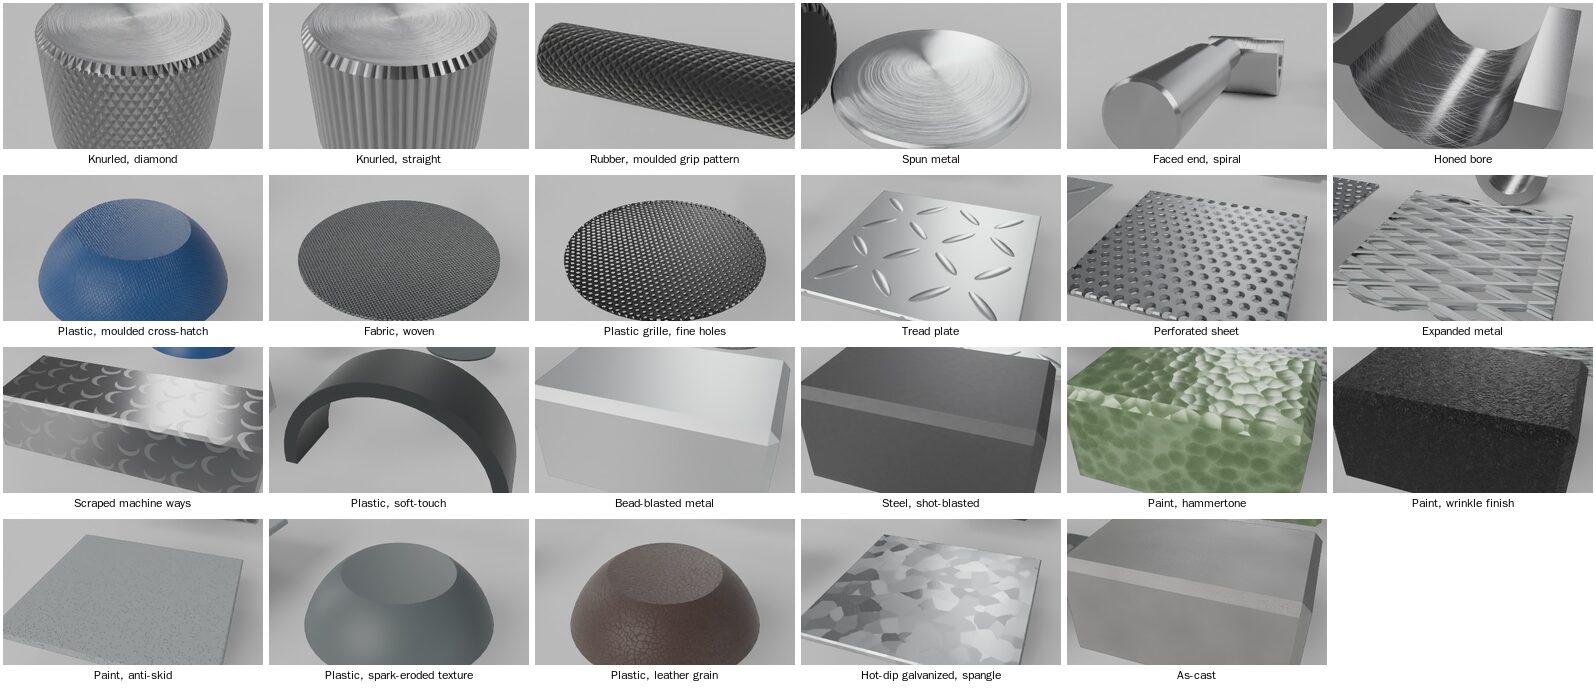 Knurled, diamond
Knurled, straight
Rubber, moulded grip pattern
Spun metal
Faced end, spiral
Honed bore
Plastic, moulded cross-hatch
Fabric, woven
Plastic grille, fine holes
Tread plate
Perforated sheet
Expanded metal
Scraped machine ways
Plastic, soft-touch
Bead-blasted metal
Steel, shot-blasted
Paint, hammertone
Paint, wrinkle finish
Paint, anti-skid
Plastic, spark-eroded texture
Plastic, leather grain
Hot-dip galvanized, spangle
As-cast